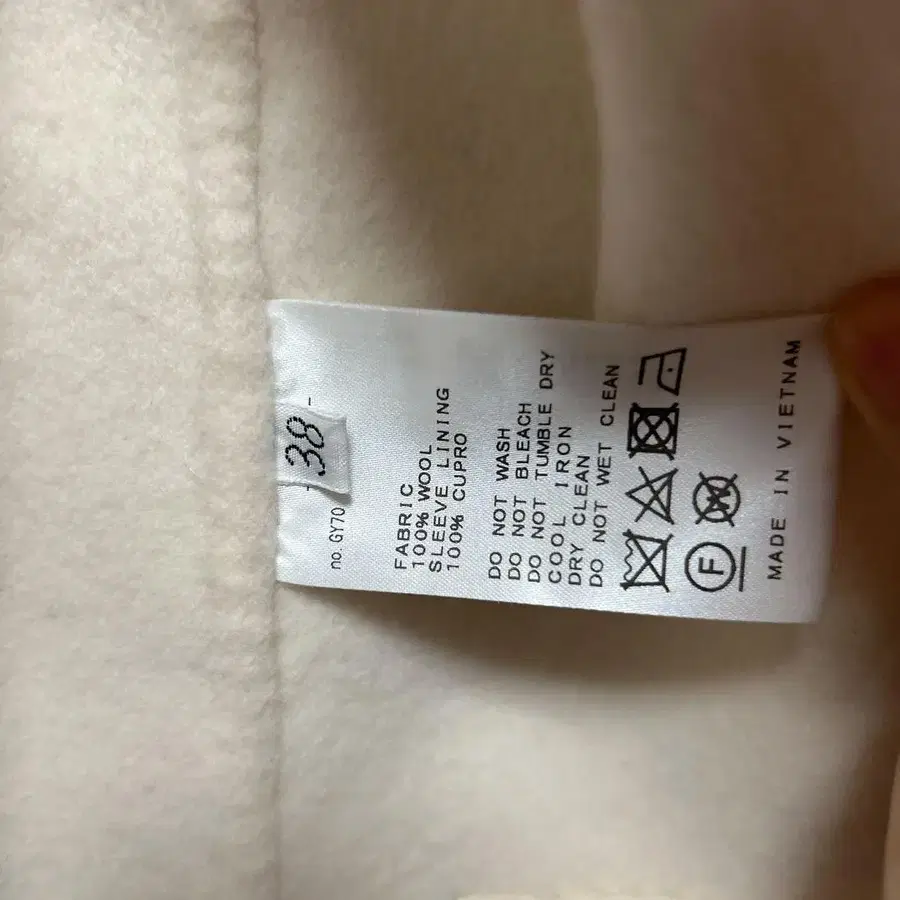 38
no. GY70
FABRIC
100% WOOL
SLEEVE LINING
100% CUPRO
DO NOT WASH
DO NOT BLEACH
DO NOT TUMBLE DRY
COOL IRON
DRY CLEAN
DO NOT WET CLEAN
F W
MADE IN VIETNAM